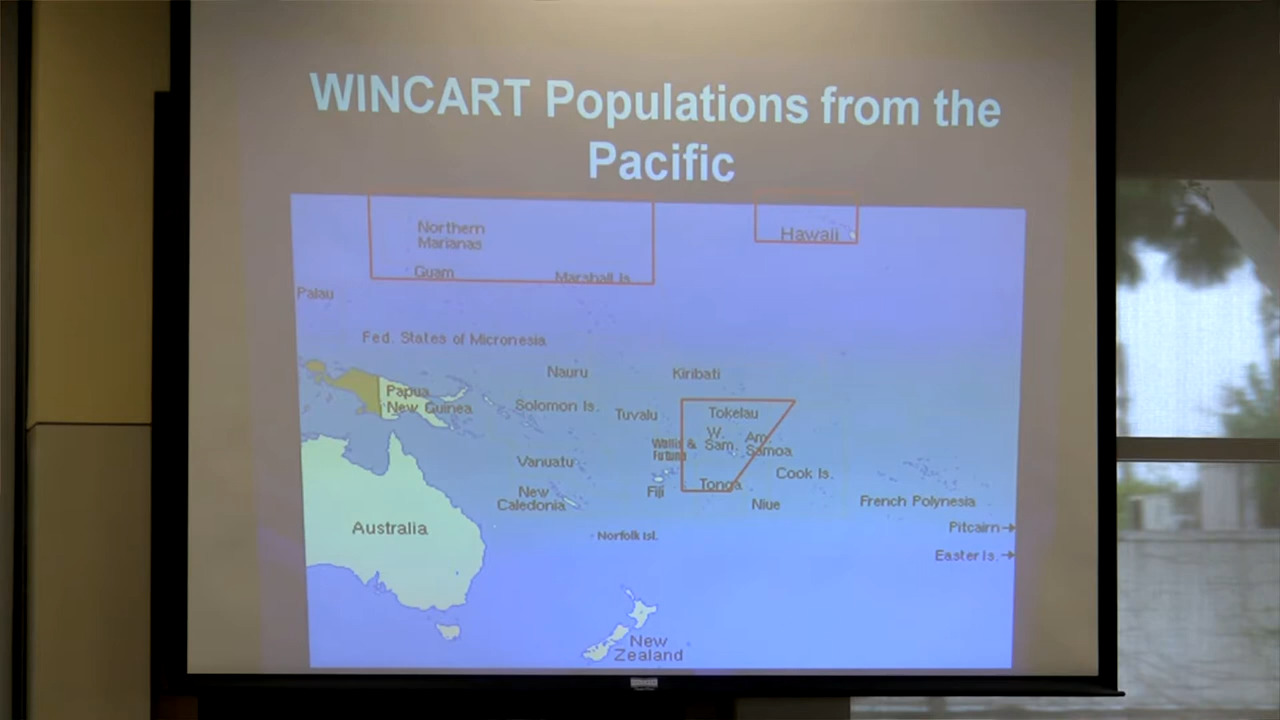 WINCART Populations from the
Pacific
Northern
Marianas
Hawaii
Guam
Marshall Is.
Palau
Fed. States of Micronesia
Nauru
Kiribati
Papua
New Guinea
Solomon Is.
Tuvalu
Tokelau
W.
Sam.
Am.
Samoa
Wallis &
Futuna
Vanuatu
Cook Is.
Tonga
Fiji
New
Caledonia
Niue
French Polynesia
Australia
Norfolk Isl.
Pitcairn→
Easter Is.→
New
Zealand